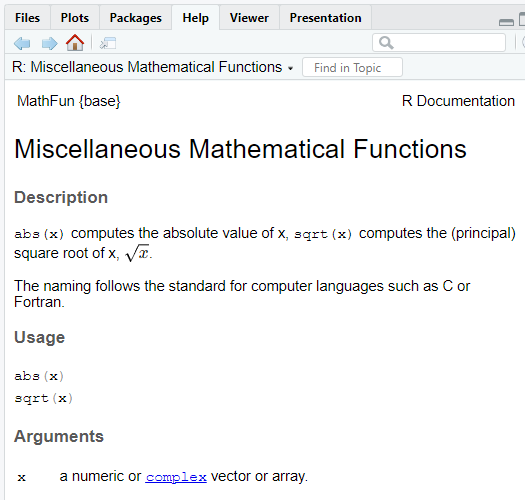 Files Plots Packages Help Viewer Presentation
R: Miscellaneous Mathematical Functions Find in Topic
MathFun {base} R Documentation
Miscellaneous Mathematical Functions
Description
abs(x) computes the absolute value of x, sqrt(x) computes the (principal)
square root of x, √x.
The naming follows the standard for computer languages such as C or
Fortran.
Usage
abs(x)
sqrt(x)
Arguments
x a numeric or complex vector or array.